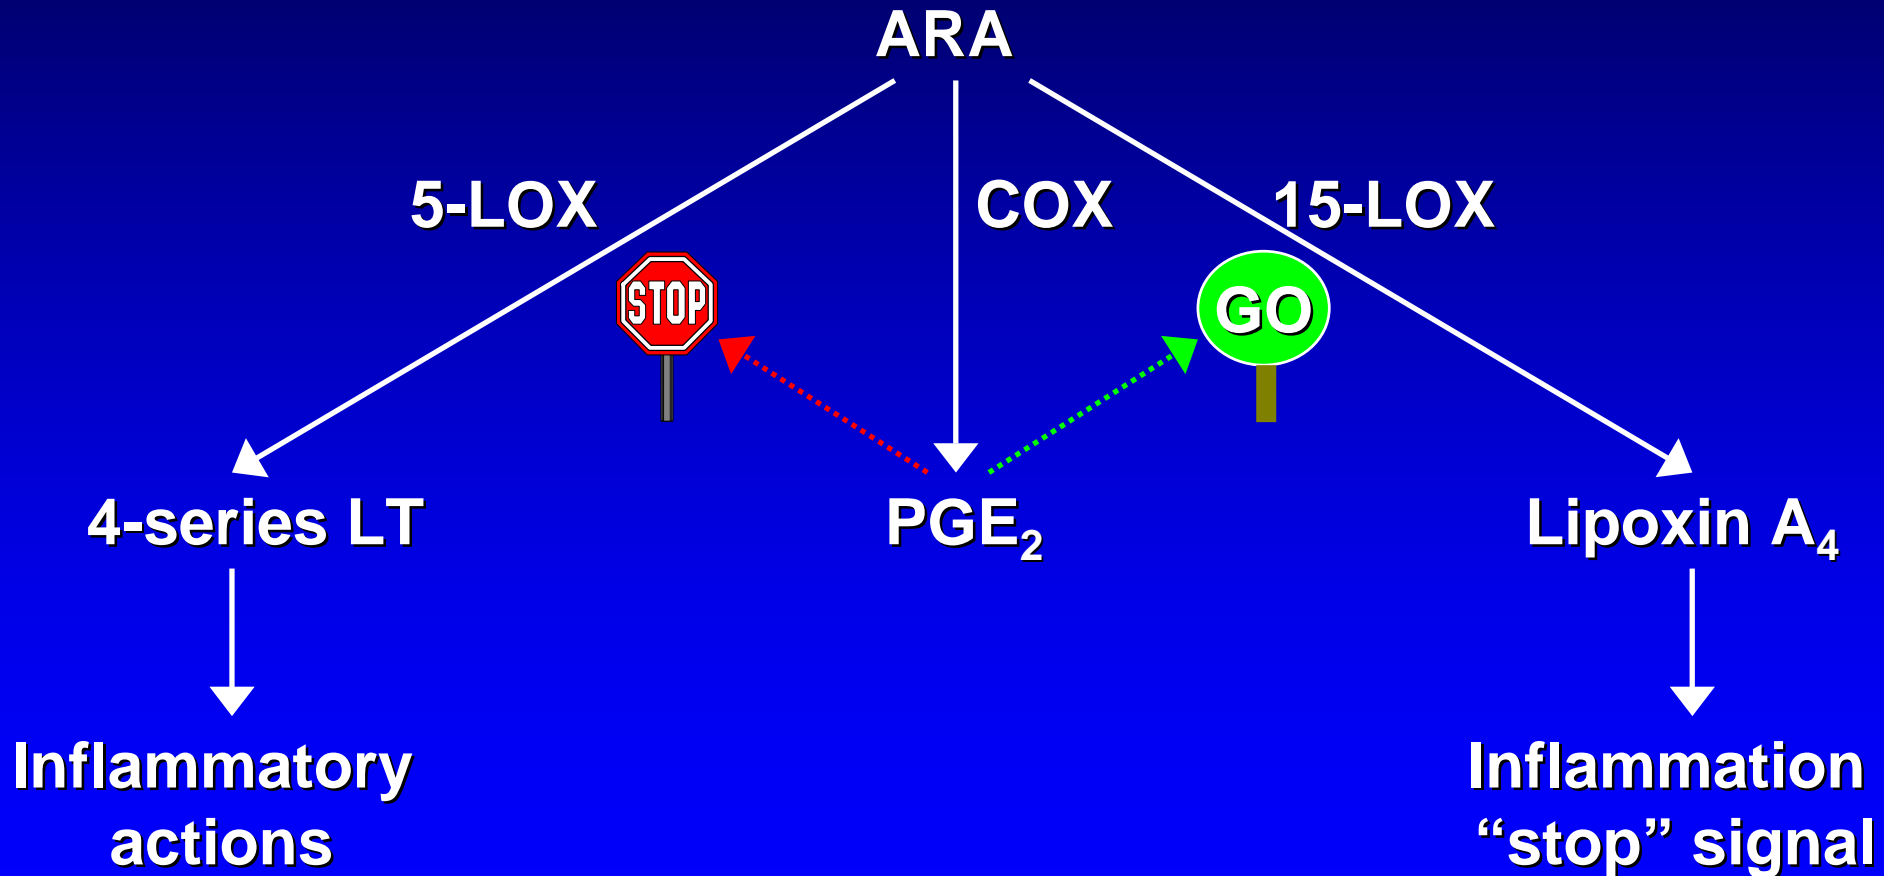 ARA
5-LOX COX 15-LOX
STOP GO
4-series LT PGE₂ Lipoxin A₄
Inflammatory Inflammation
actions “stop” signal